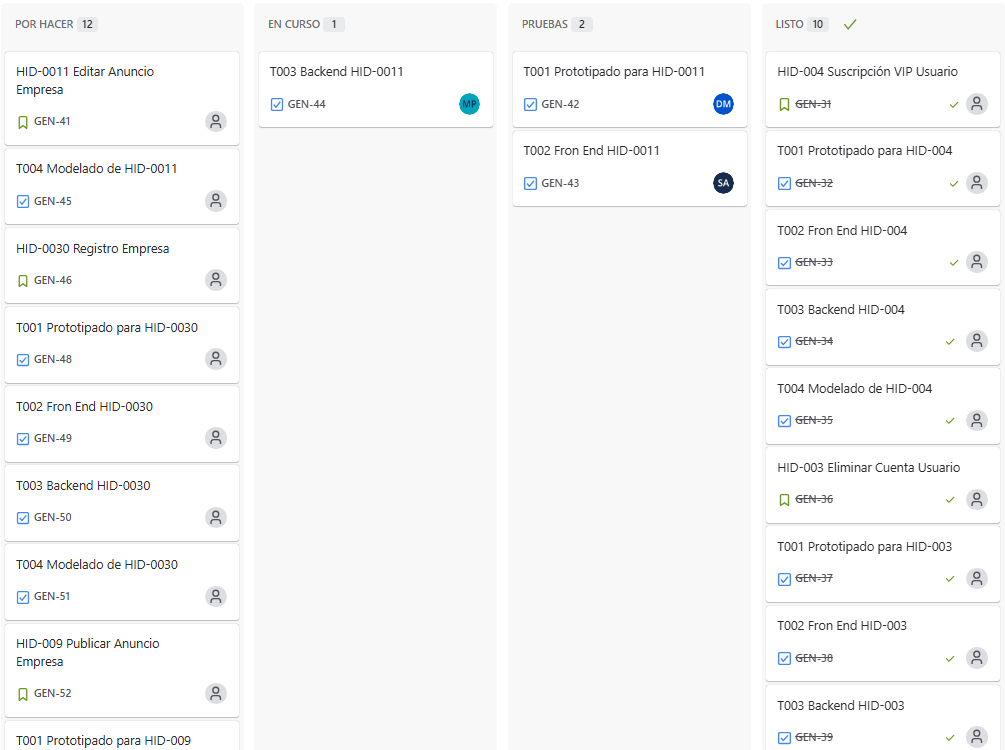 POR HACER 12
HID-0011 Editar Anuncio
Empresa
GEN-41
T004 Modelado de HID-0011
GEN-45
HID-0030 Registro Empresa
GEN-46
T001 Prototipado para HID-0030
GEN-48
T002 Fron End HID-0030
GEN-49
T003 Backend HID-0030
GEN-50
T004 Modelado de HID-0030
GEN-51
HID-009 Publicar Anuncio
Empresa
GEN-52
T001 Prototipado para HID-009
EN CURSO 1
T003 Backend HID-0011
GEN-44 MP
PRUEBAS 2
T001 Prototipado para HID-0011
GEN-42 DM
T002 Fron End HID-0011
GEN-43 SA
LISTO 10
HID-004 Suscripción VIP Usuario
GEN-31
T001 Prototipado para HID-004
GEN-32
T002 Fron End HID-004
GEN-33
T003 Backend HID-004
GEN-34
T004 Modelado de HID-004
GEN-35
HID-003 Eliminar Cuenta Usuario
GEN-36
T001 Prototipado para HID-003
GEN-37
T002 Fron End HID-003
GEN-38
T003 Backend HID-003
GEN-39